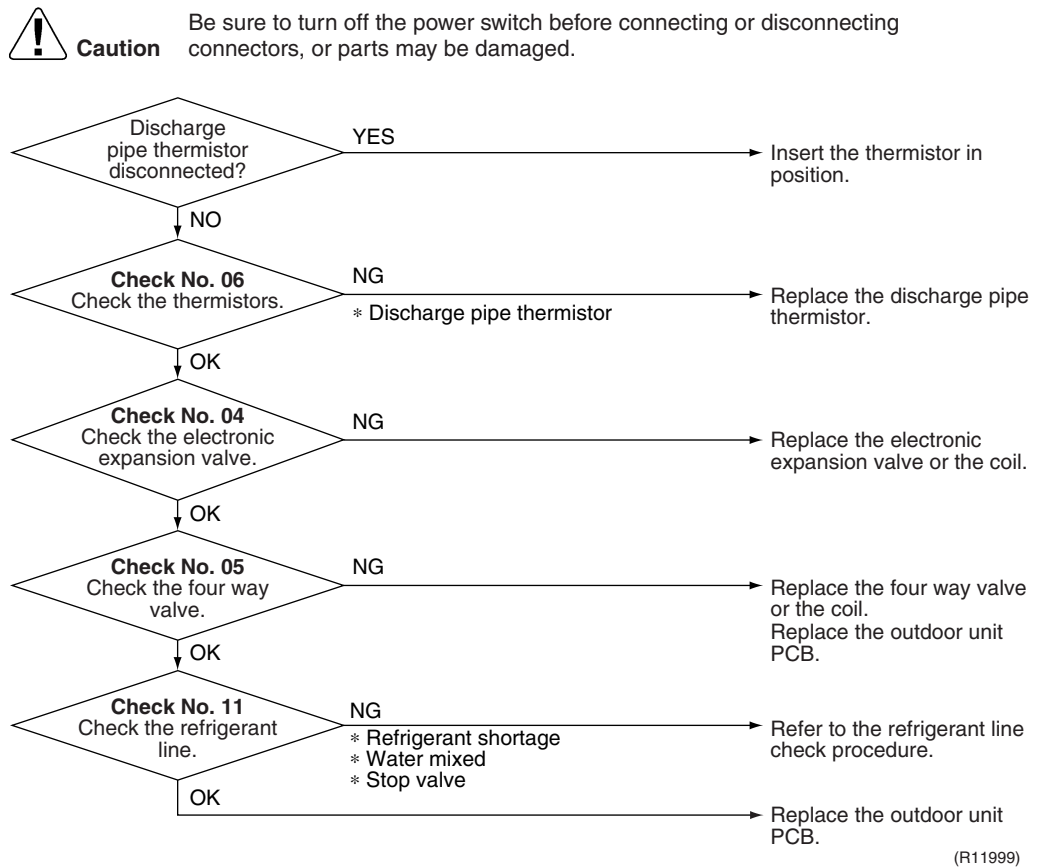 Caution
Be sure to turn off the power switch before connecting or disconnecting
connectors, or parts may be damaged.
Discharge
pipe thermistor
disconnected?
YES
Insert the thermistor in
position.
NO
Check No. 06
Check the thermistors.
NG
∗ Discharge pipe thermistor
Replace the discharge pipe
thermistor.
OK
Check No. 04
Check the electronic
expansion valve.
NG
Replace the electronic
expansion valve or the coil.
OK
Check No. 05
Check the four way
valve.
NG
Replace the four way valve
or the coil.
Replace the outdoor unit
PCB.
OK
Check No. 11
Check the refrigerant
line.
NG
∗ Refrigerant shortage
∗ Water mixed
∗ Stop valve
Refer to the refrigerant line
check procedure.
OK
Replace the outdoor unit
PCB.
(R11999)